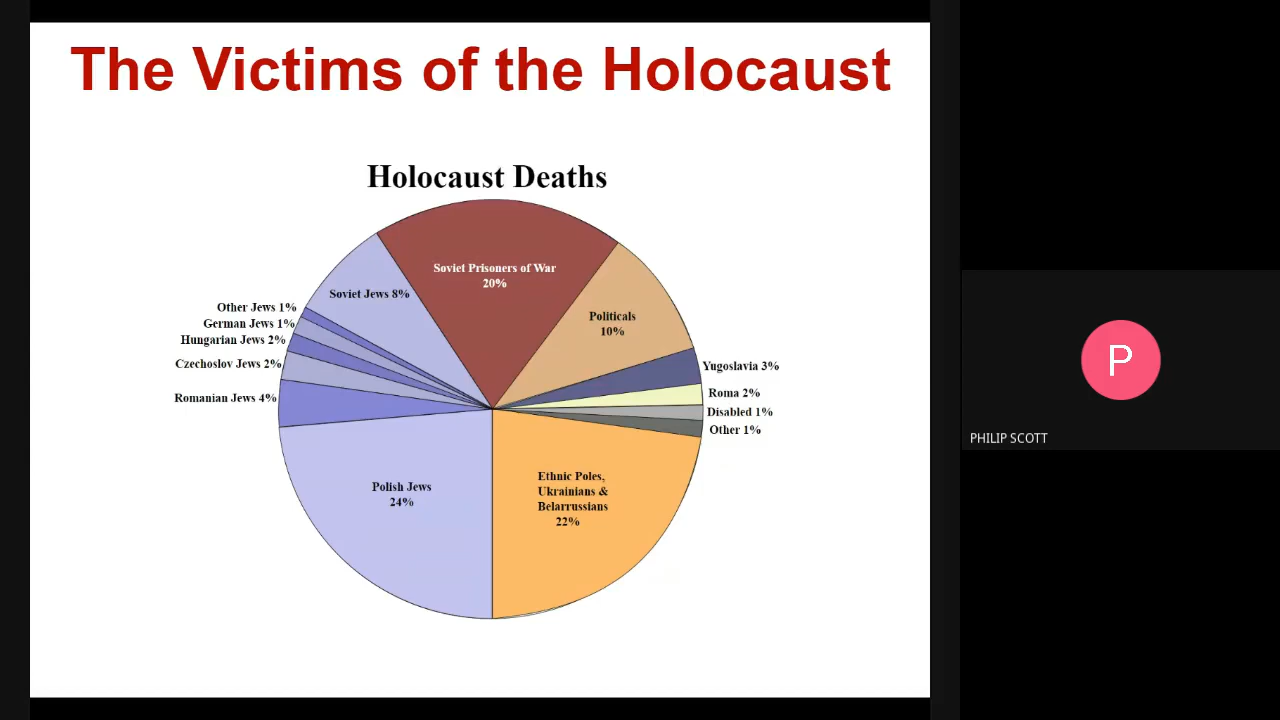 The Victims of the Holocaust
Holocaust Deaths
Soviet Prisoners of War
20%
Politicals
10%
Yugoslavia 3%
Roma 2%
Disabled 1%
Other 1%
Ethnic Poles,
Ukrainians &
Belarrussians
22%
Polish Jews
24%
Romanian Jews 4%
Czechoslov Jews 2%
Hungarian Jews 2%
German Jews 1%
Other Jews 1%
Soviet Jews 8%
P
PHILIP SCOTT